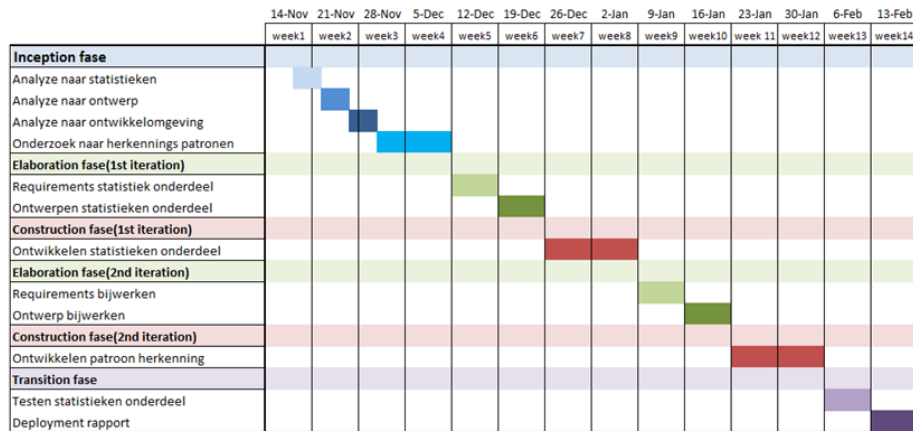 14-Nov 21-Nov 28-Nov 5-Dec 12-Dec 19-Dec 26-Dec 2-Jan 9-Jan 16-Jan 23-Jan 30-Jan 6-Feb 13-Feb
week1 week2 week3 week4 week5 week6 week7 week8 week9 week10 week 11 week12 week13 week14
Inception fase
Analyze naar statistieken
Analyze naar ontwerp
Analyze naar ontwikkelomgeving
Onderzoek naar herkennings patronen
Elaboration fase(1st iteration)
Requirements statistiek onderdeel
Ontwerpen statistieken onderdeel
Construction fase(1st iteration)
Ontwikkelen statistieken onderdeel
Elaboration fase(2nd iteration)
Requirements bijwerken
Ontwerp bijwerken
Construction fase(2nd iteration)
Ontwikkelen patroon herkenning
Transition fase
Testen statistieken onderdeel
Deployment rapport